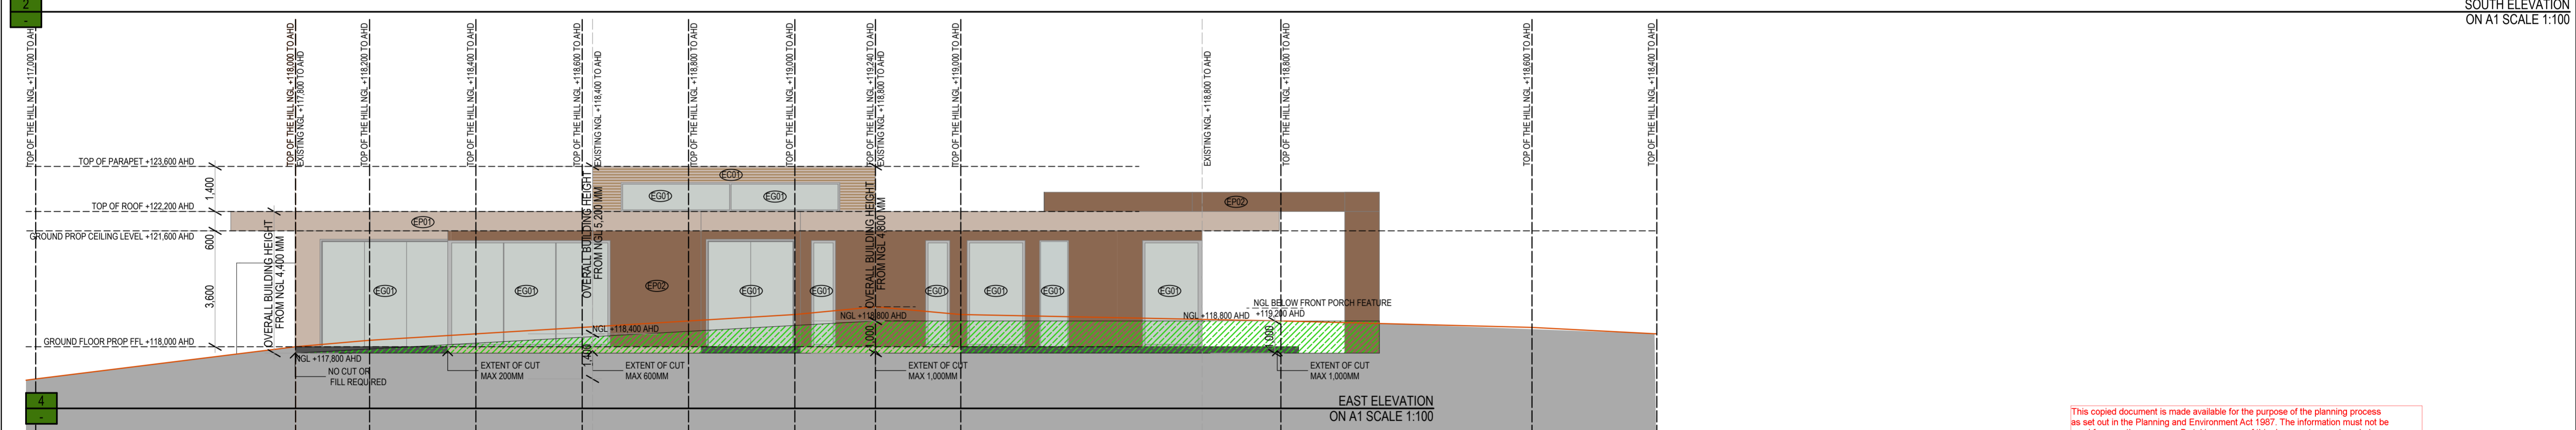 2
-
SOUTH ELEVATION
ON A1 SCALE 1:100
TOP OF THE HILL NGL +117,000 TO AHD
TOP OF THE HILL NGL +118,000 TO AHD
EXISTING NGL +117,800 TO AHD
TOP OF THE HILL NGL +118,200 TO AHD
TOP OF THE HILL NGL +118,400 TO AHD
TOP OF THE HILL NGL +118,600 TO AHD
EXISTING NGL +118,400 TO AHD
TOP OF THE HILL NGL +118,800 TO AHD
TOP OF THE HILL NGL +119,000 TO AHD
TOP OF THE HILL NGL +119,240 TO AHD
EXISTING NGL +118,800 TO AHD
TOP OF THE HILL NGL +119,000 TO AHD
EXISTING NGL +118,800 TO AHD
TOP OF THE HILL NGL +118,800 TO AHD
TOP OF THE HILL NGL +118,600 TO AHD
TOP OF THE HILL NGL +118,400 TO AHD
TOP OF PARAPET +123,600 AHD
1,400
TOP OF ROOF +122,200 AHD
GROUND PROP CEILING LEVEL +121,600 AHD
600
3,600
GROUND FLOOR PROP FFL +118,000 AHD
OVERALL BUILDING HEIGHT
FROM NGL 4,400 MM
OVERALL BUILDING HEIGHT
FROM NGL 5,200 MM
OVERALL BUILDING HEIGHT
FROM NGL 4,800 MM
EC01
EG01
EG01
EP01
EP02
EG01
EG01
EP02
EG01
EG01
EG01
EG01
EG01
EG01
NGL BELOW FRONT PORCH FEATURE
+119,200 AHD
NGL +118,400 AHD
NGL +118,800 AHD
NGL +118,800 AHD
NGL +117,800 AHD
1,400
1,000
1,000
NO CUT OR
FILL REQUIRED
EXTENT OF CUT
MAX 200MM
EXTENT OF CUT
MAX 600MM
EXTENT OF CUT
MAX 1,000MM
EXTENT OF CUT
MAX 1,000MM
4
-
EAST ELEVATION
ON A1 SCALE 1:100
This copied document is made available for the purpose of the planning process
as set out in the Planning and Environment Act 1987. The information must not be